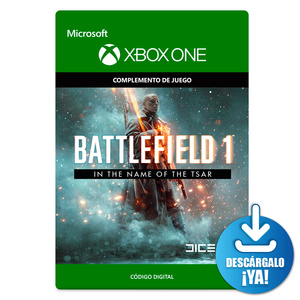 Microsoft
XBOX ONE
COMPLEMENTO DE JUEGO
BATTLEFIELD 1
IN THE NAME OF THE TSAR
DICE
CÓDIGO DIGITAL
DESCÁRGALO
¡YA!